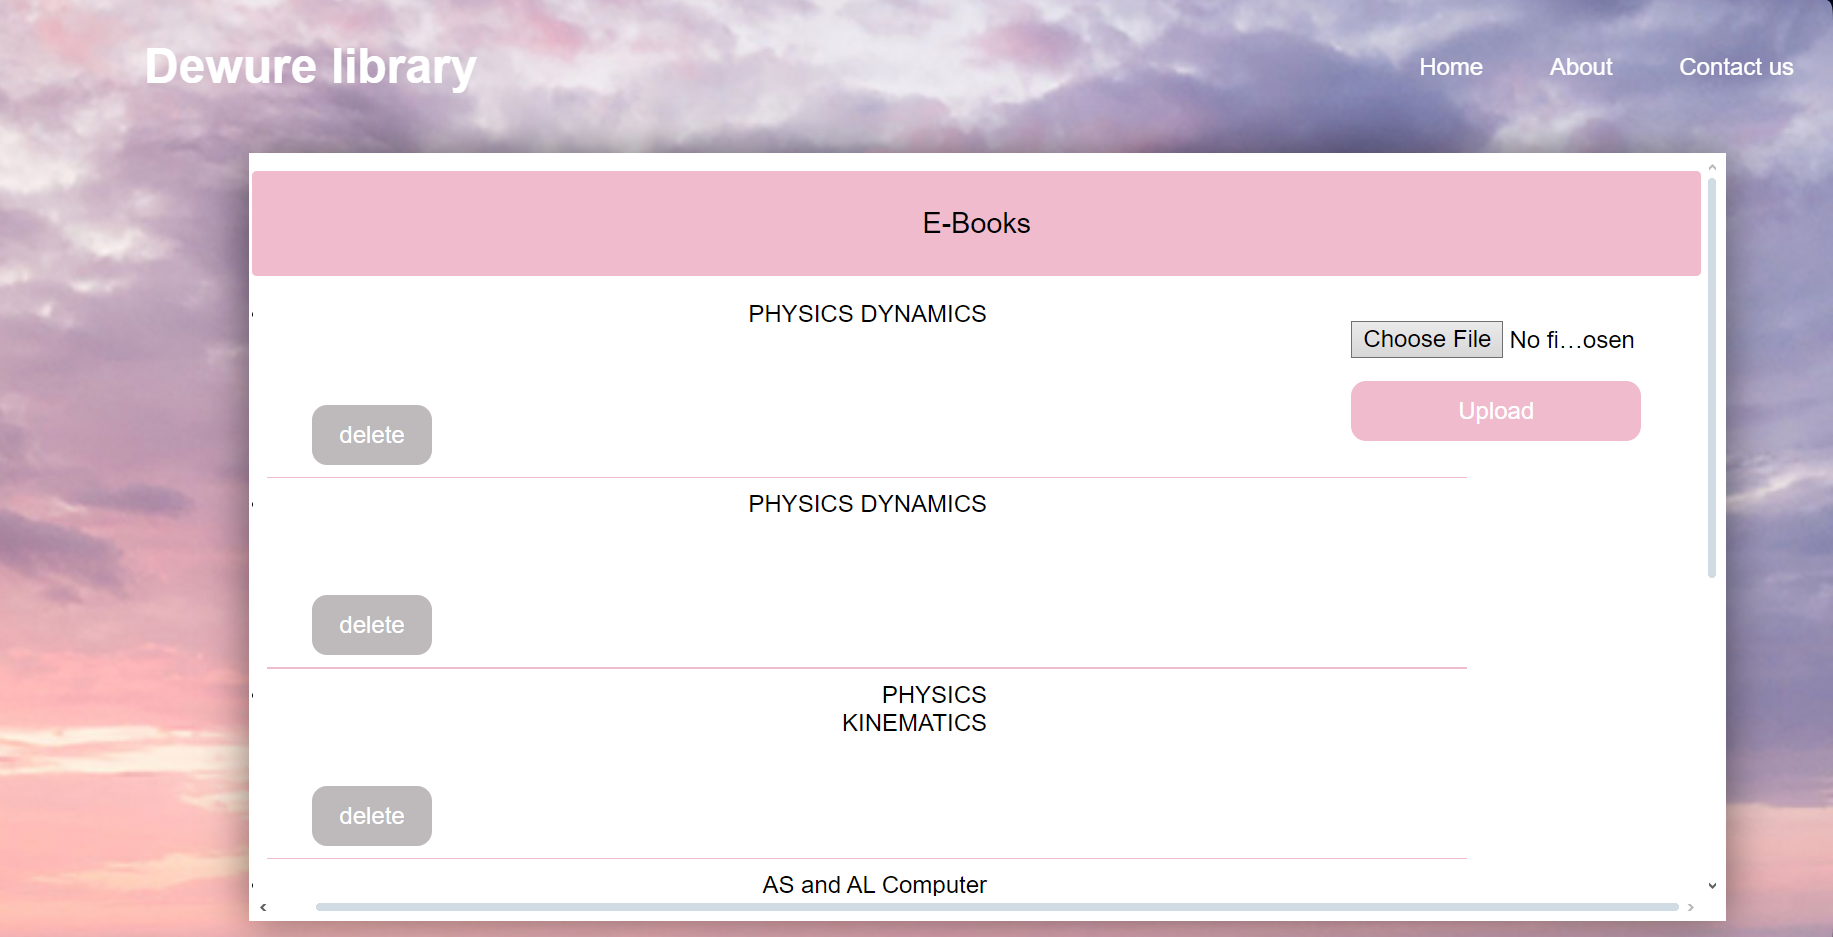 Dewure library
Home
About
Contact us
E-Books
PHYSICS DYNAMICS
Choose File No fi...osen
Upload
delete
PHYSICS DYNAMICS
delete
PHYSICS
KINEMATICS
delete
AS and AL Computer